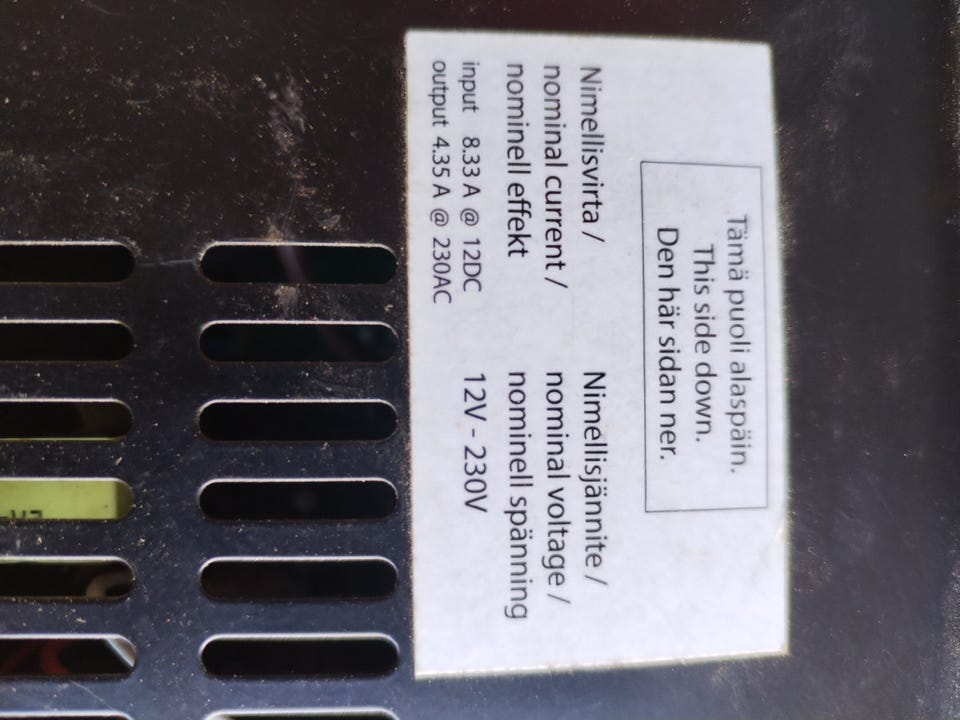 Tämä puoli alaspäin.
This side down.
Den här sidan ner.
Nimellisvirta /
nominal current /
nominell effekt
input 8.33 A @ 12DC
output 4.35 A @ 230AC
Nimellisjännite /
nominal voltage /
nominell spänning
12V - 230V